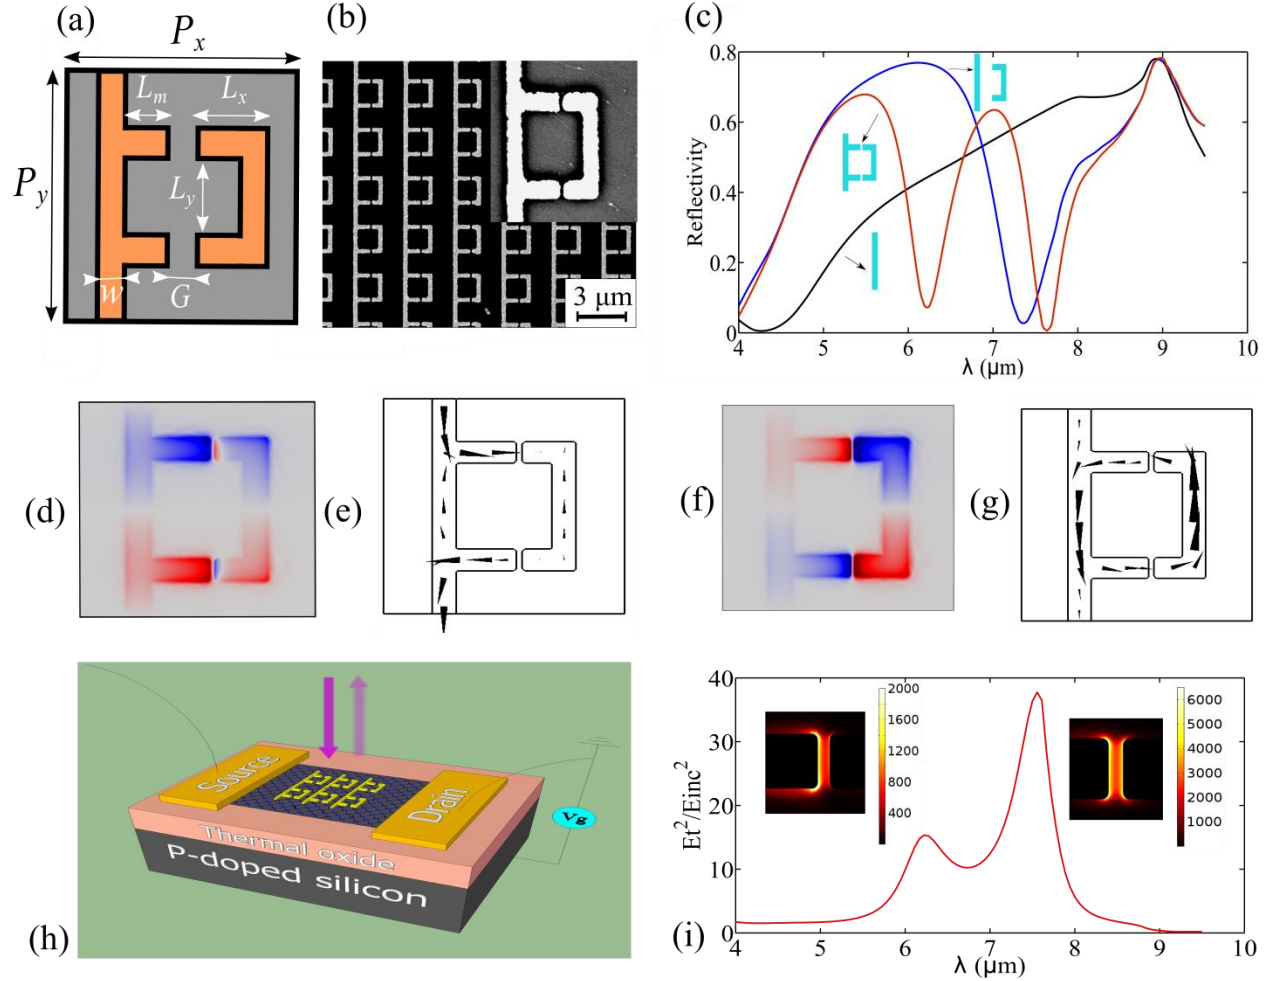 (a)
P_x
L_m
L_x
P_y
L_y
W
G
(b)
3 μm
(c)
0.8
0.6
0.4
0.2
0
Reflectivity
4 5 6 7 8 9 10
λ (μm)
(d)
(e)
(f)
(g)
(h)
Source
Drain
Thermal oxide
P-doped silicon
Vg
(i)
40
30
20
10
0
Et²/Einc²
2000
1600
1200
800
400
6000
5000
4000
3000
2000
1000
4 5 6 7 8 9 10
λ (μm)